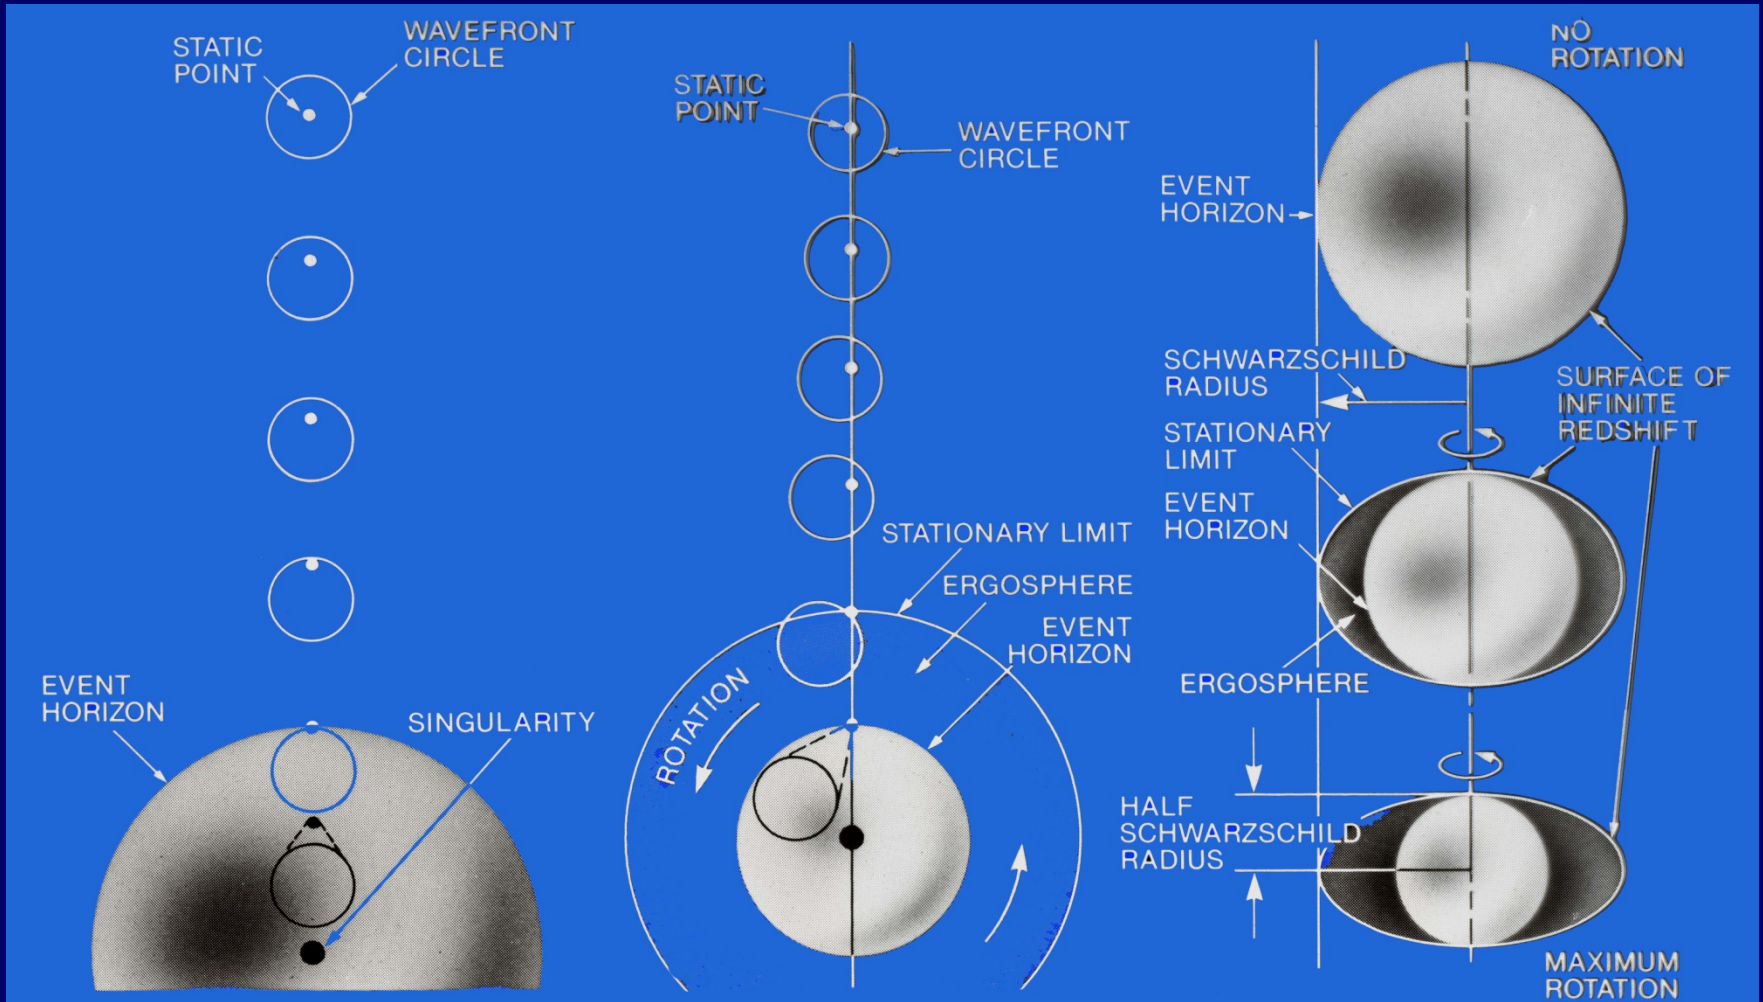 STATIC
POINT
WAVEFRONT
CIRCLE
EVENT
HORIZON
SINGULARITY
STATIC
POINT
WAVEFRONT
CIRCLE
STATIONARY LIMIT
ERGOSPHERE
EVENT
HORIZON
ROTATION
NO
ROTATION
EVENT
HORIZON
SCHWARZSCHILD
RADIUS
SURFACE OF
INFINITE
REDSHIFT
STATIONARY
LIMIT
EVENT
HORIZON
ERGOSPHERE
HALF
SCHWARZSCHILD
RADIUS
MAXIMUM
ROTATION